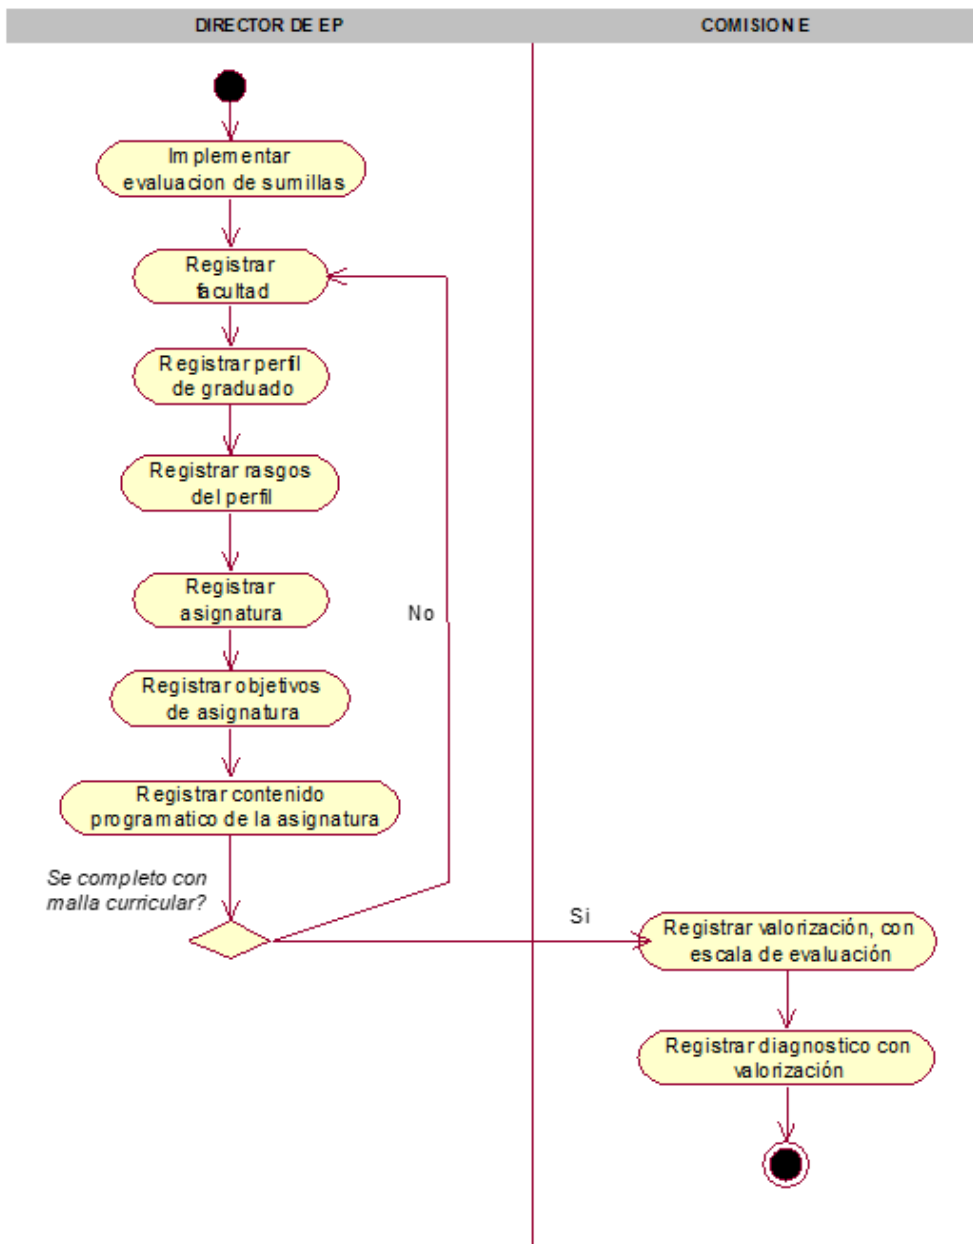 DIRECTOR DE EP
COMISION E
Implementar
evaluacion de sumillas
Registrar
facultad
Registrar perfil
de graduado
Registrar rasgos
del perfil
Registrar
asignatura
No
Registrar objetivos
de asignatura
Registrar contenido
programatico de la asignatura
Se completo con
malla curricular?
Si
Registrar valorización, con
escala de evaluación
Registrar diagnostico con
valorización